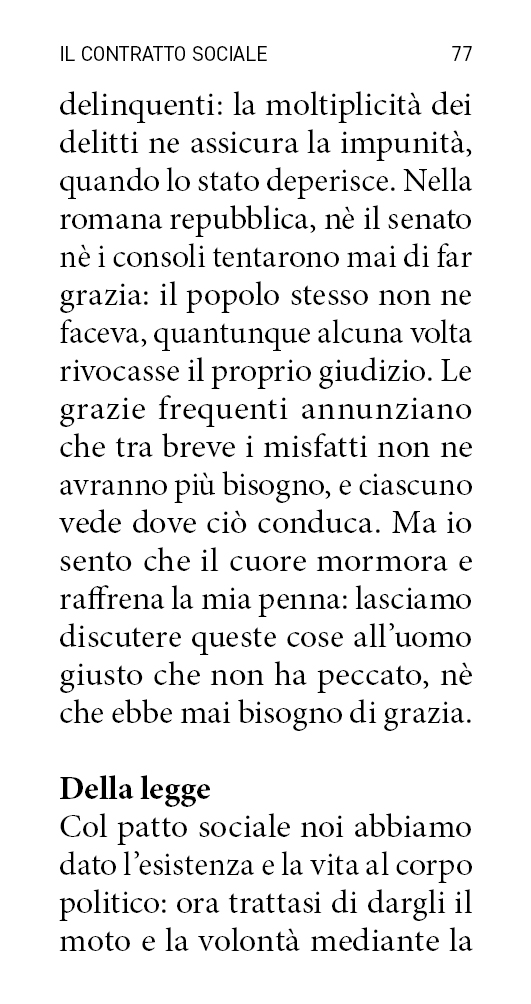 IL CONTRATTO SOCIALE 77
delinquenti: la moltiplicità dei
delitti ne assicura la impunità,
quando lo stato deperisce. Nella
romana repubblica, nè il senato
nè i consoli tentarono mai di far
grazia: il popolo stesso non ne
faceva, quantunque alcuna volta
rivocasse il proprio giudizio. Le
grazie frequenti annunziano
che tra breve i misfatti non ne
avranno più bisogno, e ciascuno
vede dove ciò conduca. Ma io
sento che il cuore mormora e
raffrena la mia penna: lasciamo
discutere queste cose all’uomo
giusto che non ha peccato, nè
che ebbe mai bisogno di grazia.
Della legge
Col patto sociale noi abbiamo
dato l’esistenza e la vita al corpo
politico: ora trattasi di dargli il
moto e la volontà mediante la